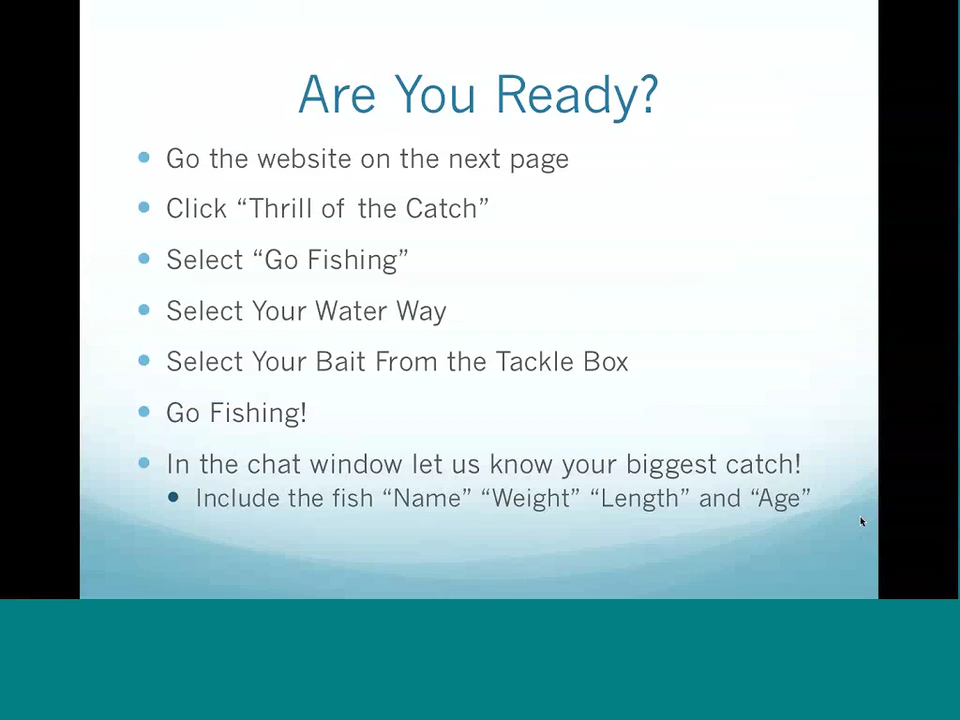 Are You Ready?
Go the website on the next page
Click “Thrill of the Catch”
Select “Go Fishing”
Select Your Water Way
Select Your Bait From the Tackle Box
Go Fishing!
In the chat window let us know your biggest catch!
Include the fish “Name” “Weight” “Length” and “Age”